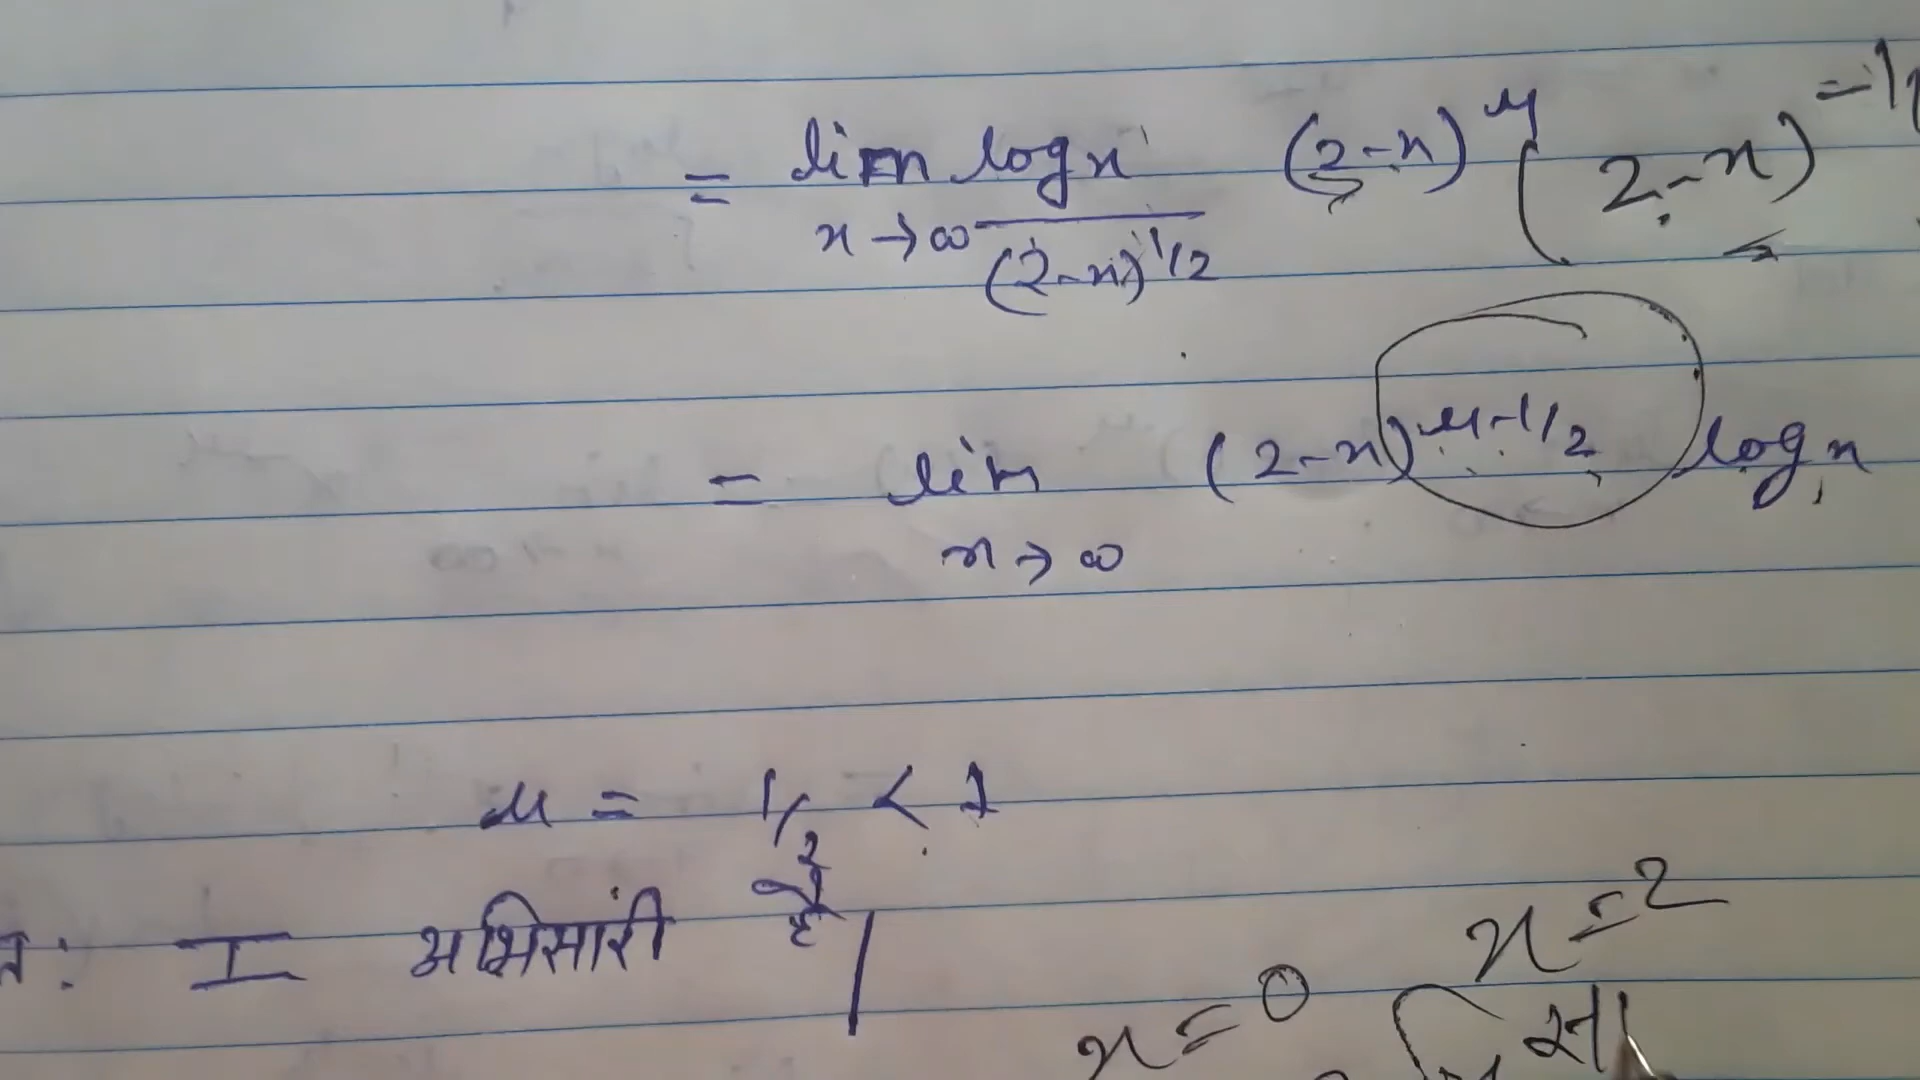 = lim log x / (2-x)^1/2 (2-x)^μ (2-x)^-1/
x→∞
= lim (2-x)^μ-1/2 log x
x→∞
μ = 1/2 < 1
: I अभिसारी है|
x=2
x=0